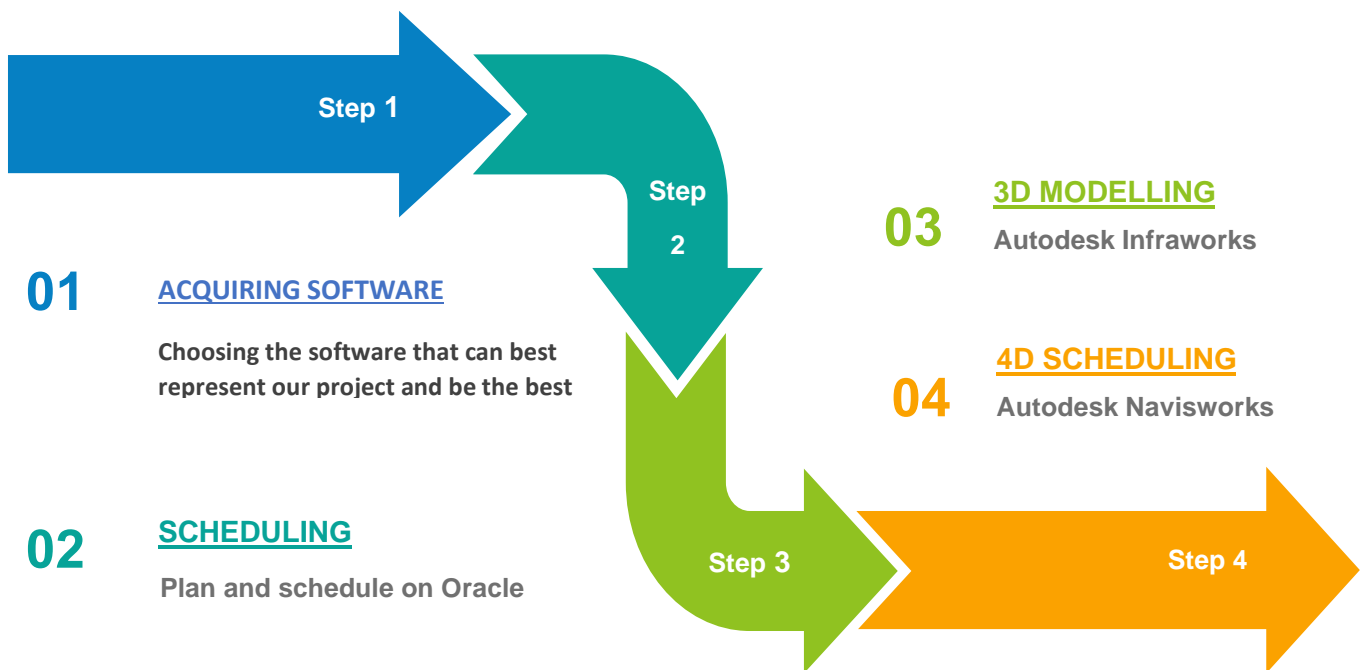 Step 1
Step
2
01
ACQUIRING SOFTWARE
Choosing the software that can best
represent our project and be the best
02
SCHEDULING
Plan and schedule on Oracle
03
3D MODELLING
Autodesk Infraworks
04
4D SCHEDULING
Autodesk Navisworks
Step 3
Step 4